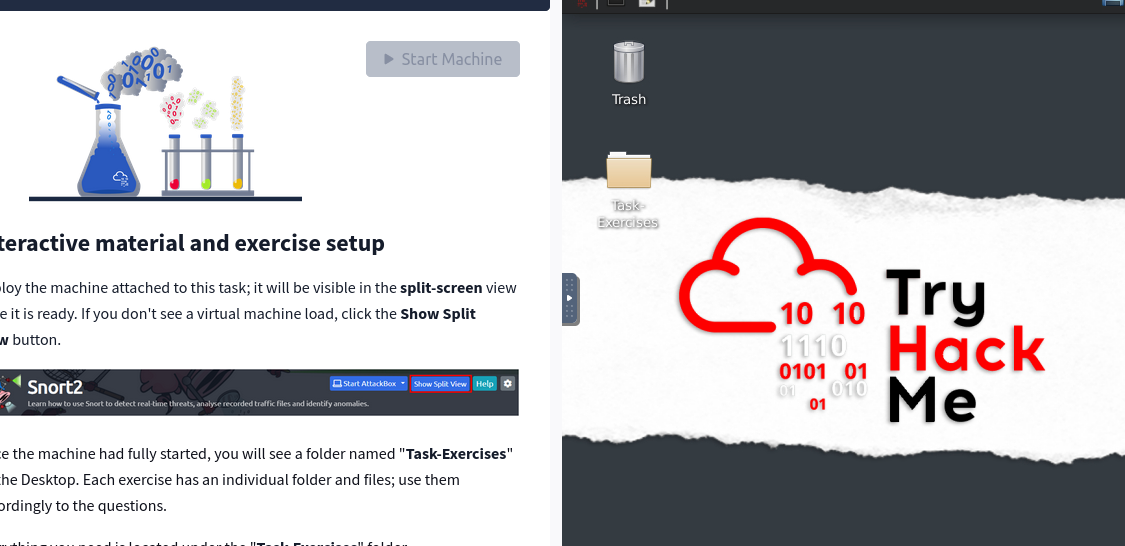 Start Machine
teractive material and exercise setup
loy the machine attached to this task; it will be visible in the split-screen view
e it is ready. If you don't see a virtual machine load, click the Show Split
w button.
Snort2
Start AttackBox
Show Split View
Help
Learn how to use Snort to detect real-time threats, analyse recorded traffic files and identify anomalies.
ce the machine had fully started, you will see a folder named "Task-Exercises"
the Desktop. Each exercise has an individual folder and files; use them
ordingly to the questions.
Trash
Task-
Exercises
10 10
1110
0101 01
01 010
01
Try
Hack
Me